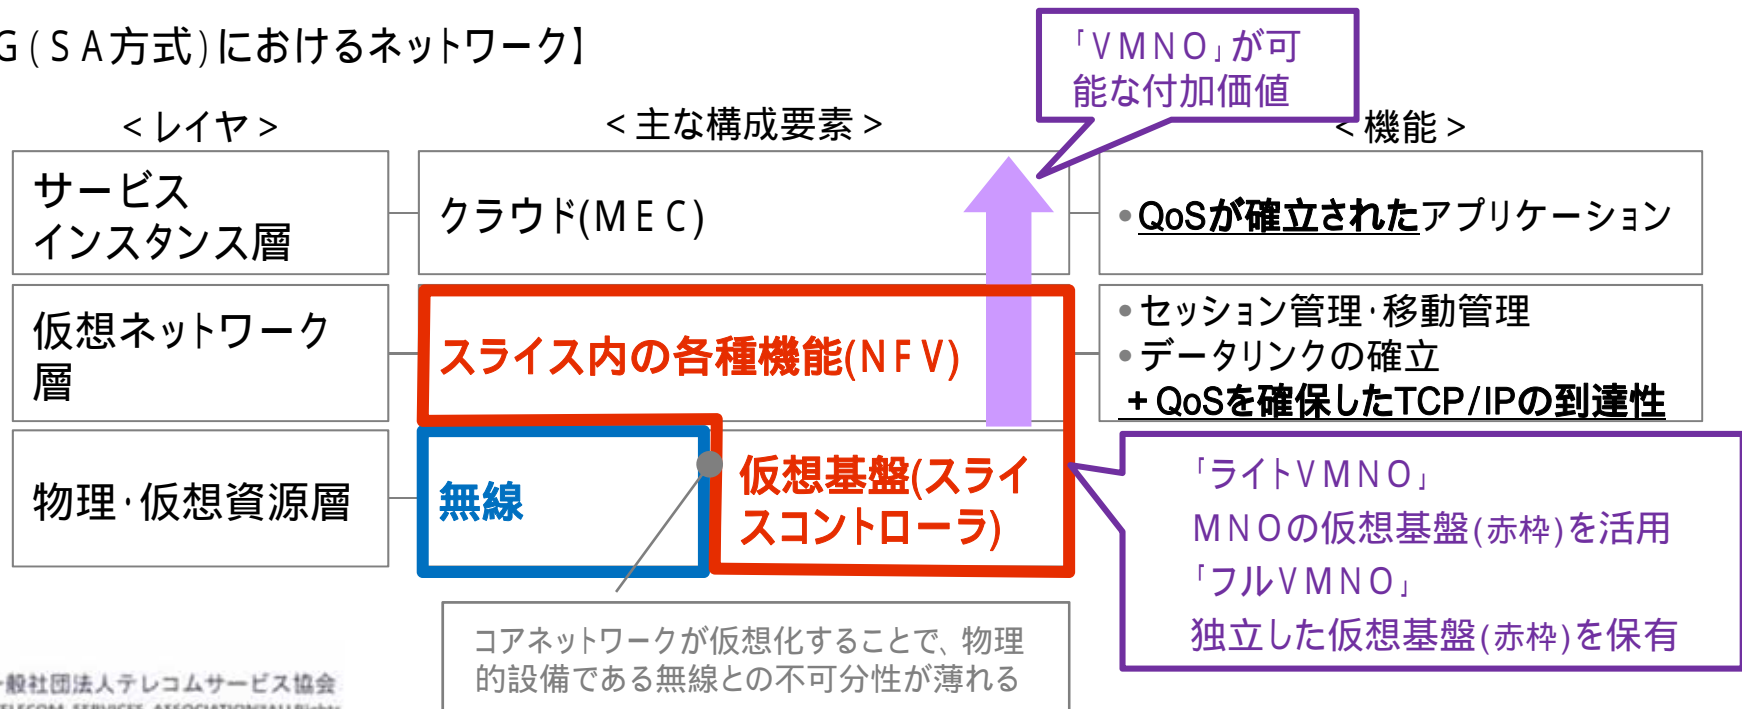 G(SA方式)におけるネットワーク】
「VMNO」が可
能な付加価値
<レイヤ>
<主な構成要素>
<機能>
サービス
インスタンス層
クラウド(MEC)
•QoSが確立されたアプリケーション
仮想ネットワーク
層
スライス内の各種機能(NFV)
•セッション管理・移動管理
•データリンクの確立
+QoSを確保したTCP/IPの到達性
物理・仮想資源層
無線
仮想基盤(スライ
スコントローラ)
「ライトVMNO」
MNOの仮想基盤(赤枠)を活用
「フルVMNO」
独立した仮想基盤(赤枠)を保有
コアネットワークが仮想化することで、物理
的設備である無線との不可分性が薄れる
一般社団法人テレコムサービス協会
TELECOM SERVICES ASSOCIATION